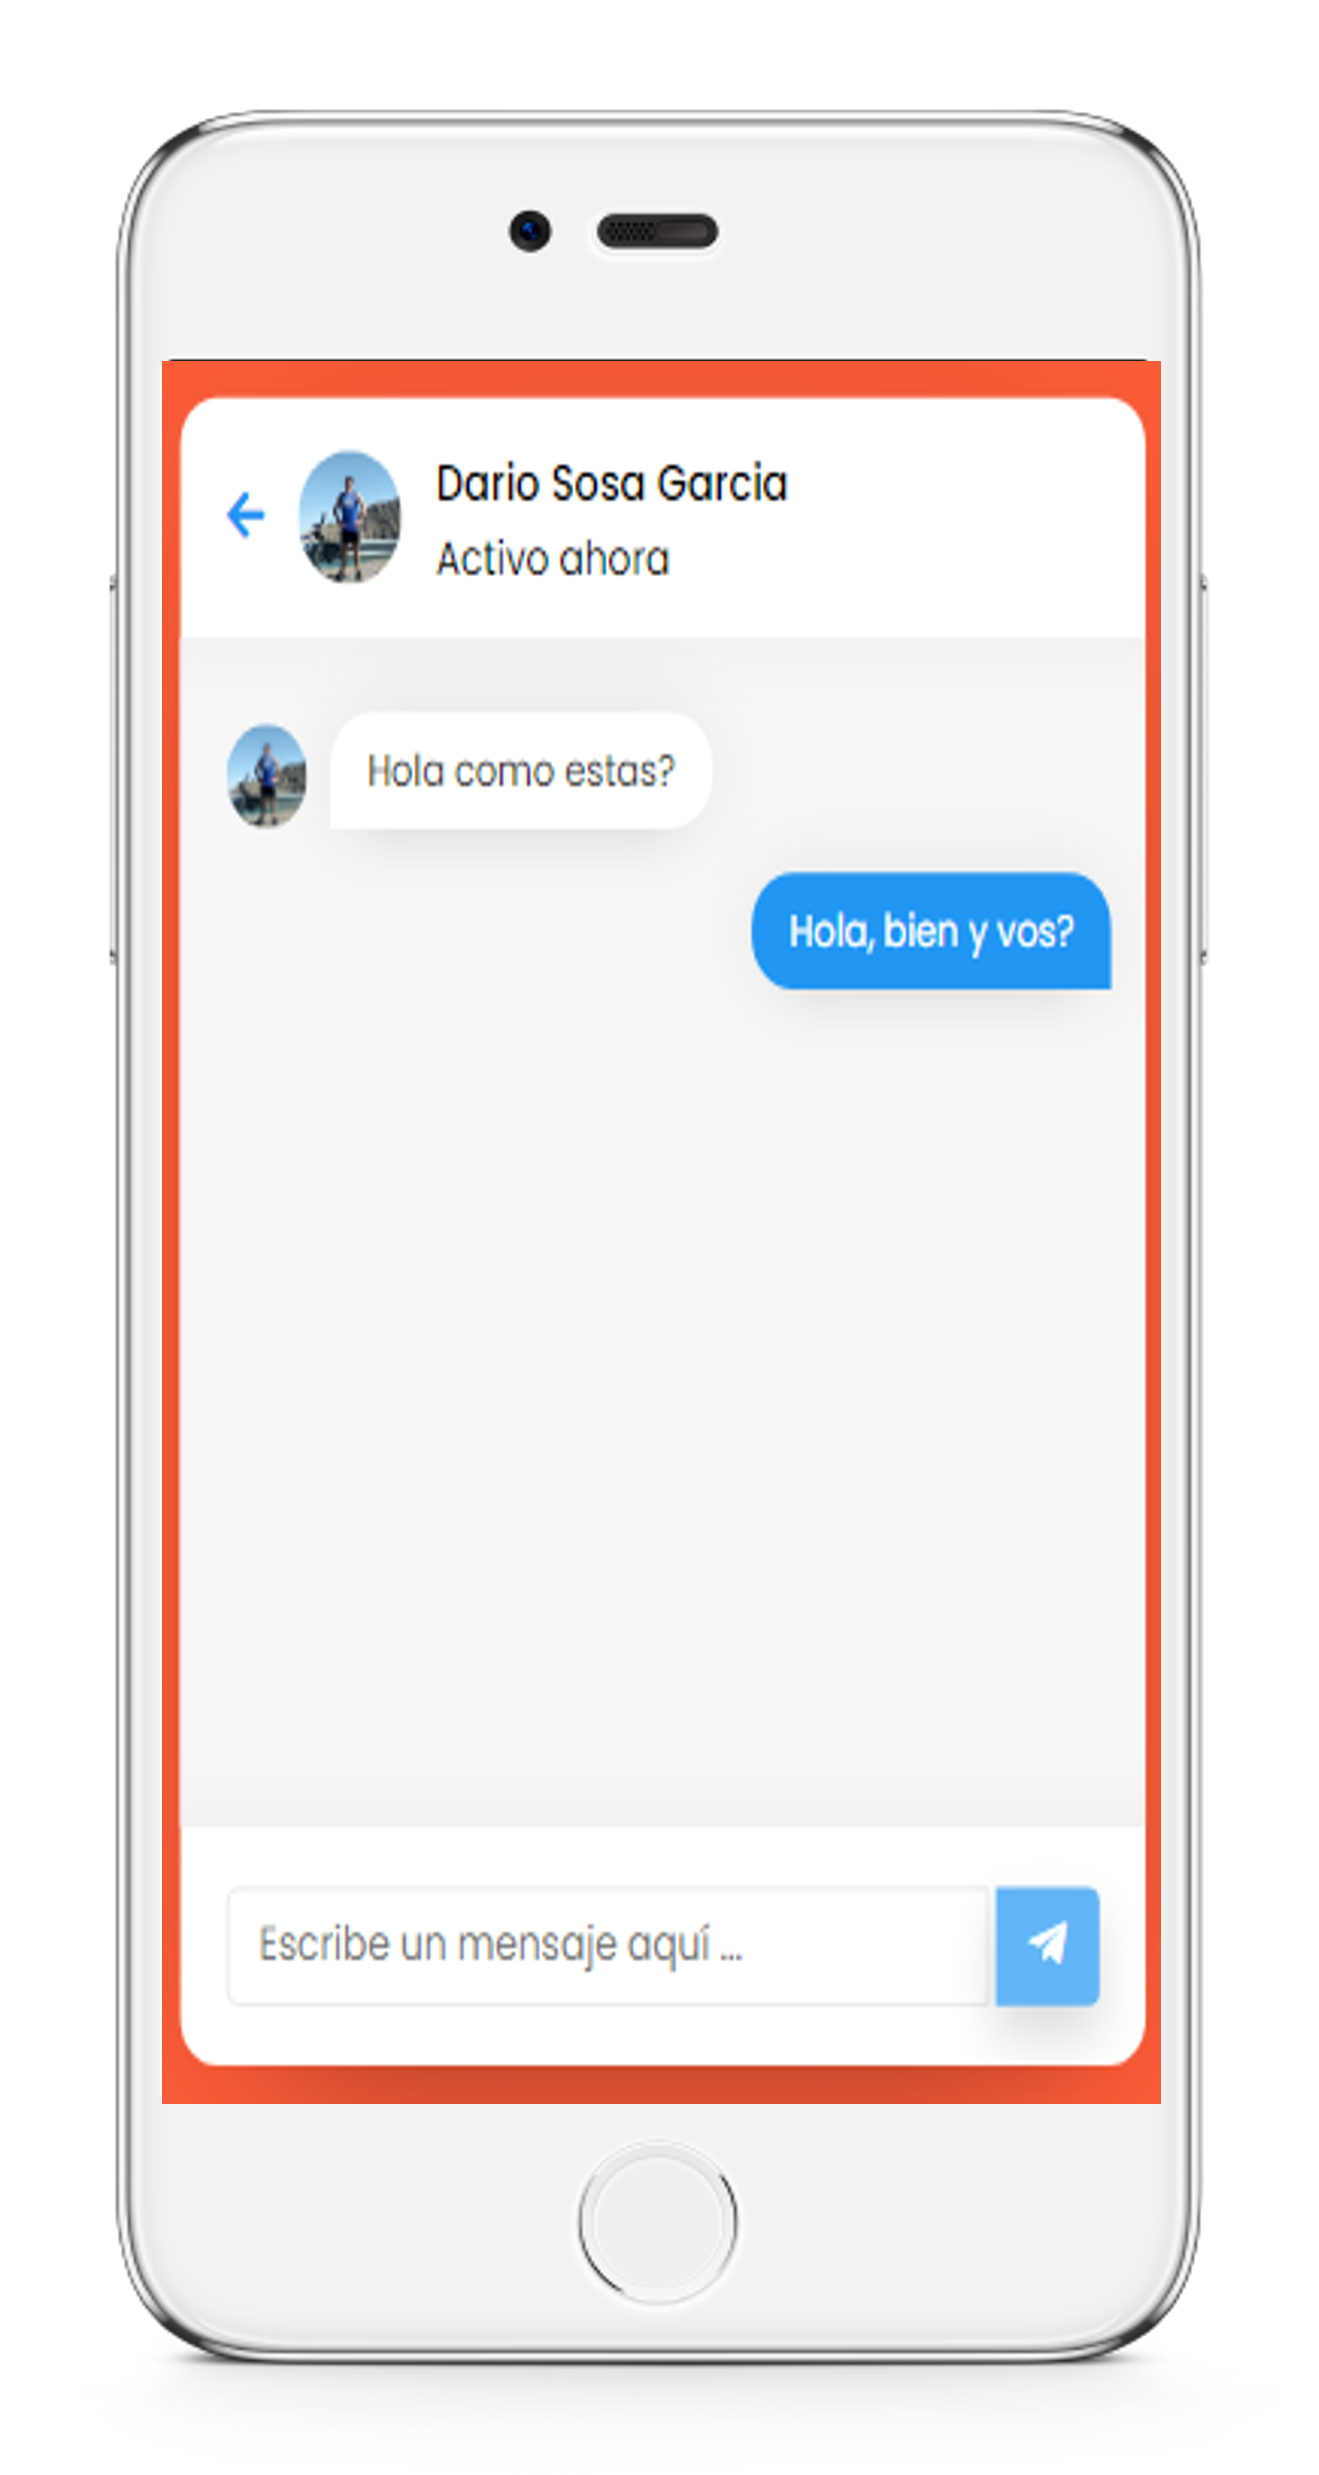 Dario Sosa Garcia
Activo ahora
Hola como estas?
Hola, bien y vos?
Escribe un mensaje aquí ...